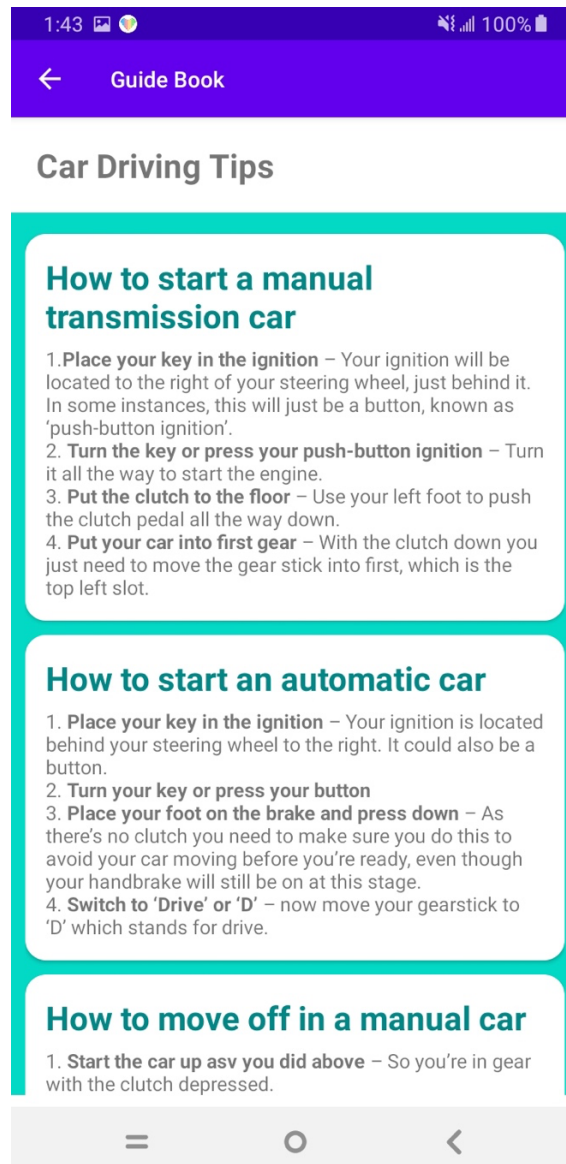 1:43 100%
Guide Book
Car Driving Tips
How to start a manual
transmission car
1.Place your key in the ignition – Your ignition will be
located to the right of your steering wheel, just behind it.
In some instances, this will just be a button, known as
‘push-button ignition’.
2. Turn the key or press your push-button ignition – Turn
it all the way to start the engine.
3. Put the clutch to the floor – Use your left foot to push
the clutch pedal all the way down.
4. Put your car into first gear – With the clutch down you
just need to move the gear stick into first, which is the
top left slot.
How to start an automatic car
1. Place your key in the ignition – Your ignition is located
behind your steering wheel to the right. It could also be a
button.
2. Turn your key or press your button
3. Place your foot on the brake and press down – As
there’s no clutch you need to make sure you do this to
avoid your car moving before you’re ready, even though
your handbrake will still be on at this stage.
4. Switch to ‘Drive’ or ‘D’ – now move your gearstick to
‘D’ which stands for drive.
How to move off in a manual car
1. Start the car up asv you did above – So you’re in gear
with the clutch depressed.